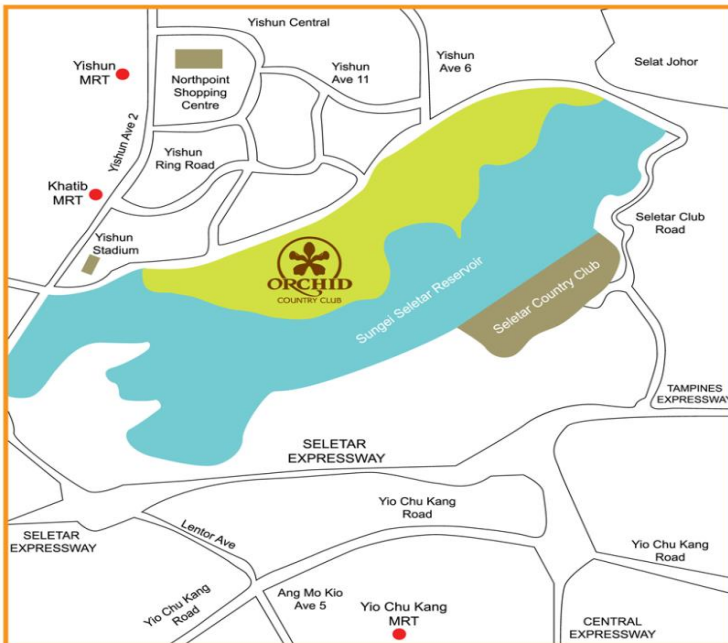 Yishun Central
Yishun
MRT
Northpoint
Shopping
Centre
Yishun
Ave 11
Yishun
Ave 6
Selat Johor
Yishun Ave 2
Yishun
Ring Road
Khatib
MRT
Yishun
Stadium
Seletar Club
Road
ORCHID
COUNTRY CLUB
Sungei Seletar Reservoir
Seletar Country Club
TAMPINES
EXPRESSWAY
SELETAR
EXPRESSWAY
Yio Chu Kang
Road
SELETAR
EXPRESSWAY
Lentor Ave
Yio Chu Kang
Road
Yio Chu Kang
Road
Ang Mo Kio
Ave 5
Yio Chu Kang
MRT
CENTRAL
EXPRESSWAY